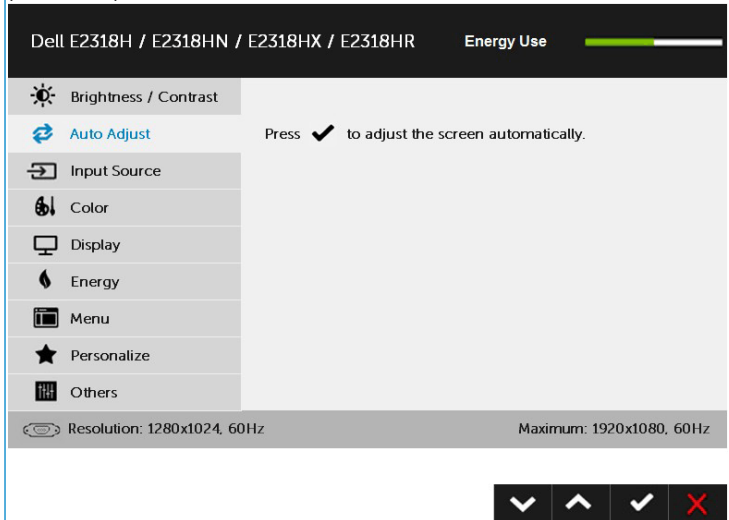 Dell E2318H / E2318HN / E2318HX / E2318HR Energy Use
Brightness / Contrast
Auto Adjust
Press ✔ to adjust the screen automatically.
Input Source
Color
Display
Energy
Menu
Personalize
Others
Resolution: 1280x1024, 60Hz Maximum: 1920x1080, 60Hz